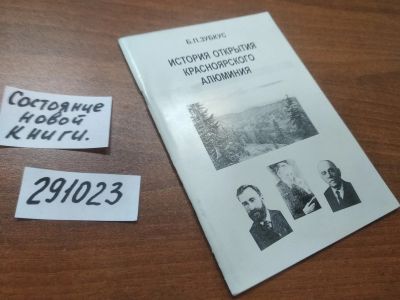 Состояние
новой
книги.
291023
Б.П.ЗУБКУС
ИСТОРИЯ ОТКРЫТИЯ
КРАСНОЯРСКОГО
АЛЮМИНИЯ